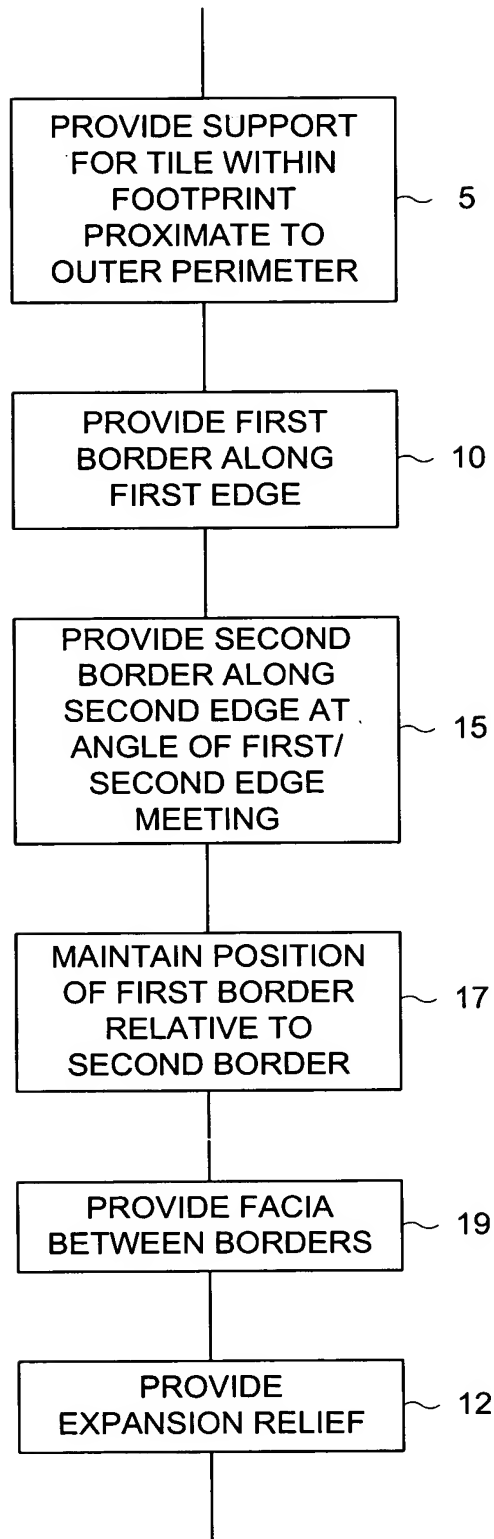 PROVIDE SUPPORT
FOR TILE WITHIN
FOOTPRINT
PROXIMATE TO
OUTER PERIMETER
5
PROVIDE FIRST
BORDER ALONG
FIRST EDGE
10
PROVIDE SECOND
BORDER ALONG
SECOND EDGE AT
ANGLE OF FIRST/
SECOND EDGE
MEETING
15
MAINTAIN POSITION
OF FIRST BORDER
RELATIVE TO
SECOND BORDER
17
PROVIDE FACIA
BETWEEN BORDERS
19
PROVIDE
EXPANSION RELIEF
12